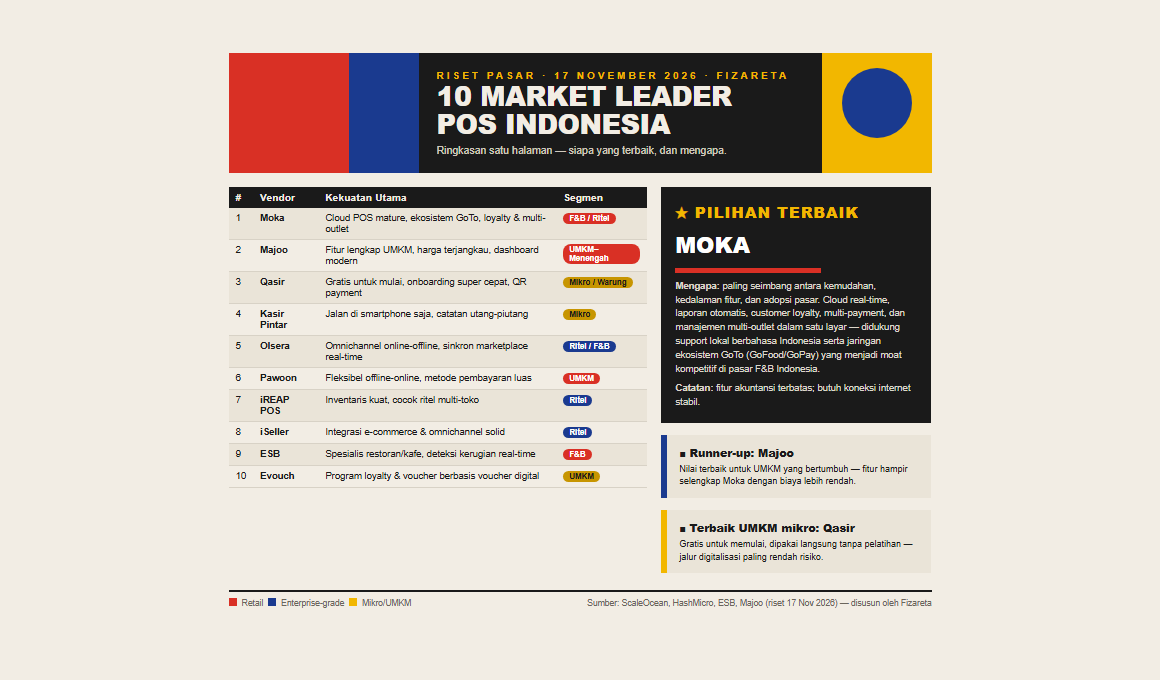 RISET PASAR · 17 NOVEMBER 2026 · FIZARETA
10 MARKET LEADER
POS INDONESIA
Ringkasan satu halaman — siapa yang terbaik, dan mengapa.
# Vendor Kekuatan Utama Segmen
1 Moka Cloud POS mature, ekosistem GoTo, loyalty & multi-outlet F&B / Ritel
2 Majoo Fitur lengkap UMKM, harga terjangkau, dashboard modern UMKM–Menengah
3 Qasir Gratis untuk mulai, onboarding super cepat, QR payment Mikro / Warung
4 Kasir Pintar Jalan di smartphone saja, catatan utang-piutang Mikro
5 Olsera Omnichannel online-offline, sinkron marketplace real-time Ritel / F&B
6 Pawoon Fleksibel offline-online, metode pembayaran luas UMKM
7 iREAP POS Inventaris kuat, cocok ritel multi-toko Ritel
8 iSeller Integrasi e-commerce & omnichannel solid Ritel
9 ESB Spesialis restoran/kafe, deteksi kerugian real-time F&B
10 Evouch Program loyalty & voucher berbasis voucher digital UMKM
★ PILIHAN TERBAIK
MOKA
Mengapa: paling seimbang antara kemudahan,
kedalaman fitur, dan adopsi pasar. Cloud real-time,
laporan otomatis, customer loyalty, multi-payment, dan
manajemen multi-outlet dalam satu layar — didukung
support lokal berbahasa Indonesia serta jaringan
ekosistem GoTo (GoFood/GoPay) yang menjadi moat
kompetitif di pasar F&B Indonesia.
Catatan: fitur akuntansi terbatas; butuh koneksi internet
stabil.
■ Runner-up: Majoo
Nilai terbaik untuk UMKM yang bertumbuh — fitur hampir
selengkap Moka dengan biaya lebih rendah.
■ Terbaik UMKM mikro: Qasir
Gratis untuk memulai, dipakai langsung tanpa pelatihan —
jalur digitalisasi paling rendah risiko.
Retail Enterprise-grade Mikro/UMKM
Sumber: ScaleOcean, HashMicro, ESB, Majoo (riset 17 Nov 2026) — disusun oleh Fizareta